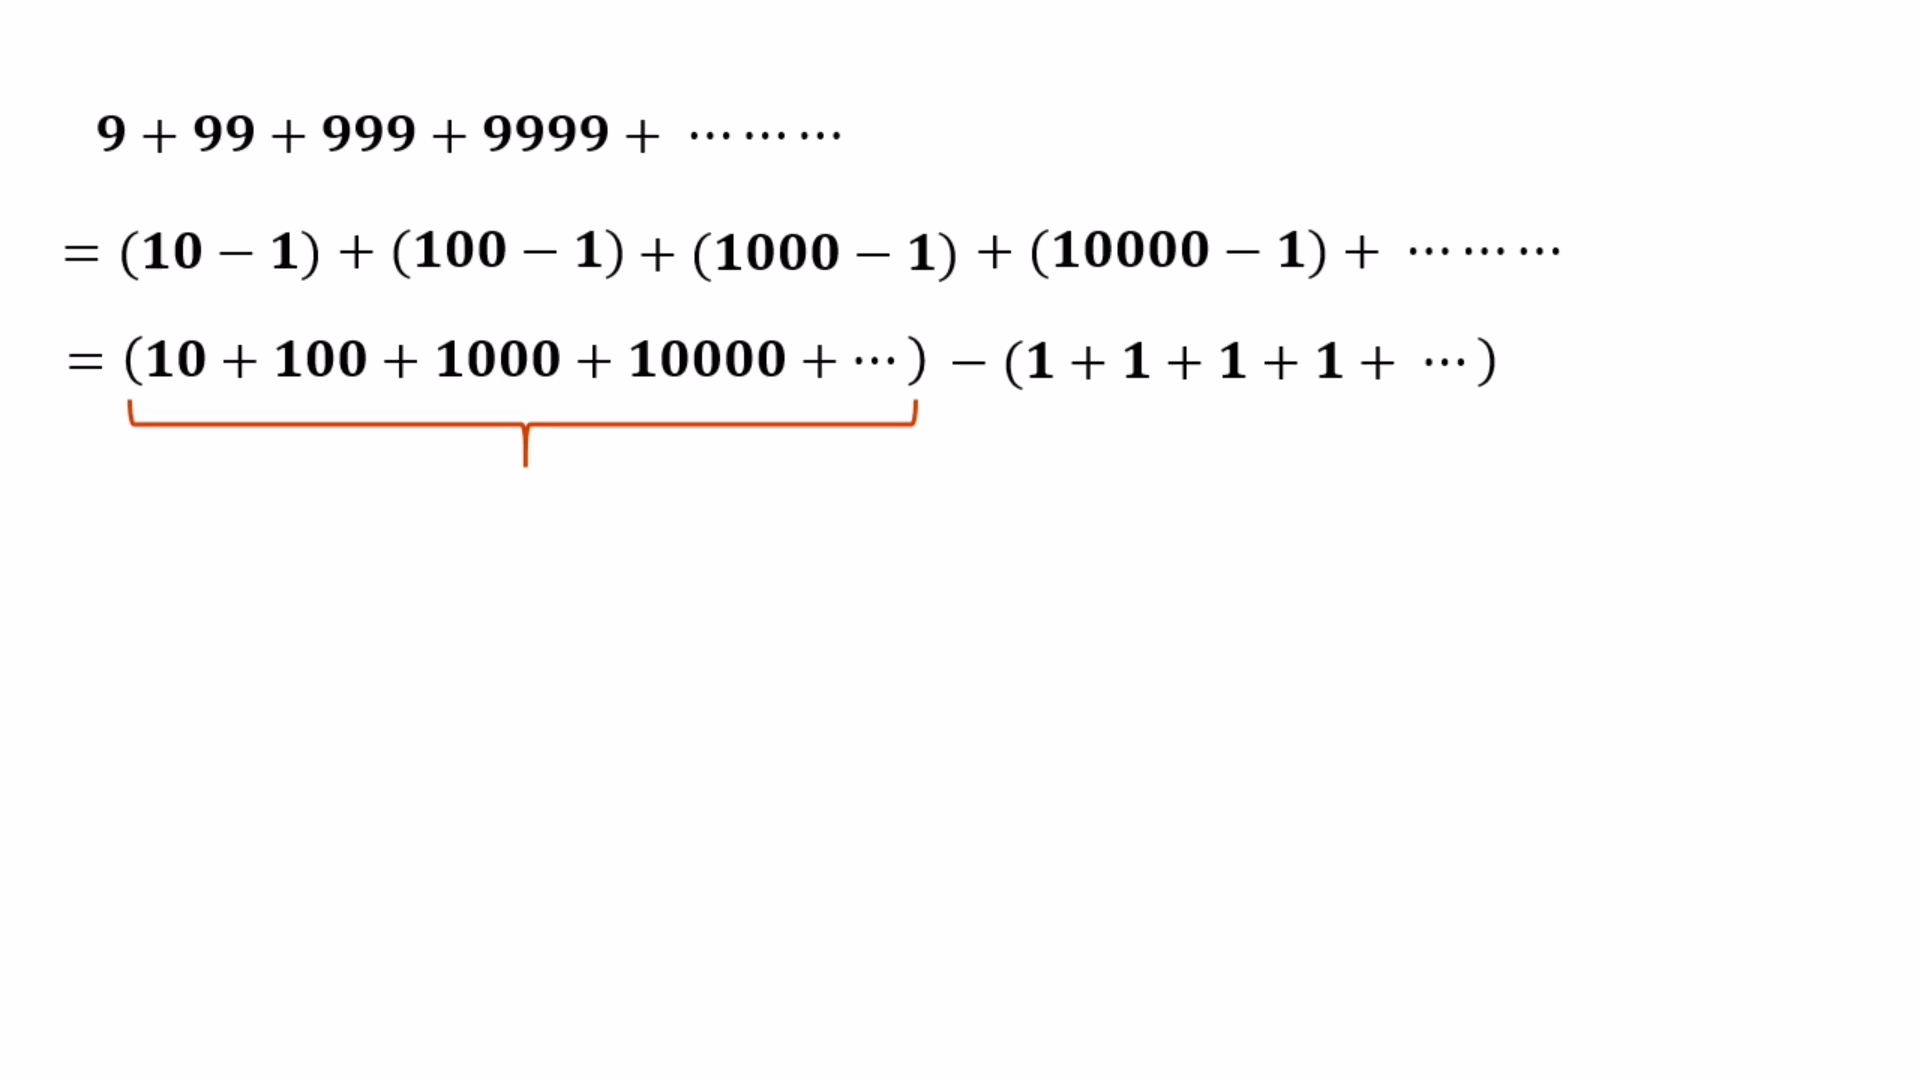 9 + 99 + 999 + 9999 + ⋯⋯⋯
= (10 − 1) + (100 − 1) + (1000 − 1) + (10000 − 1) + ⋯⋯⋯
= (10 + 100 + 1000 + 10000 + ⋯) − (1 + 1 + 1 + 1 + ⋯)